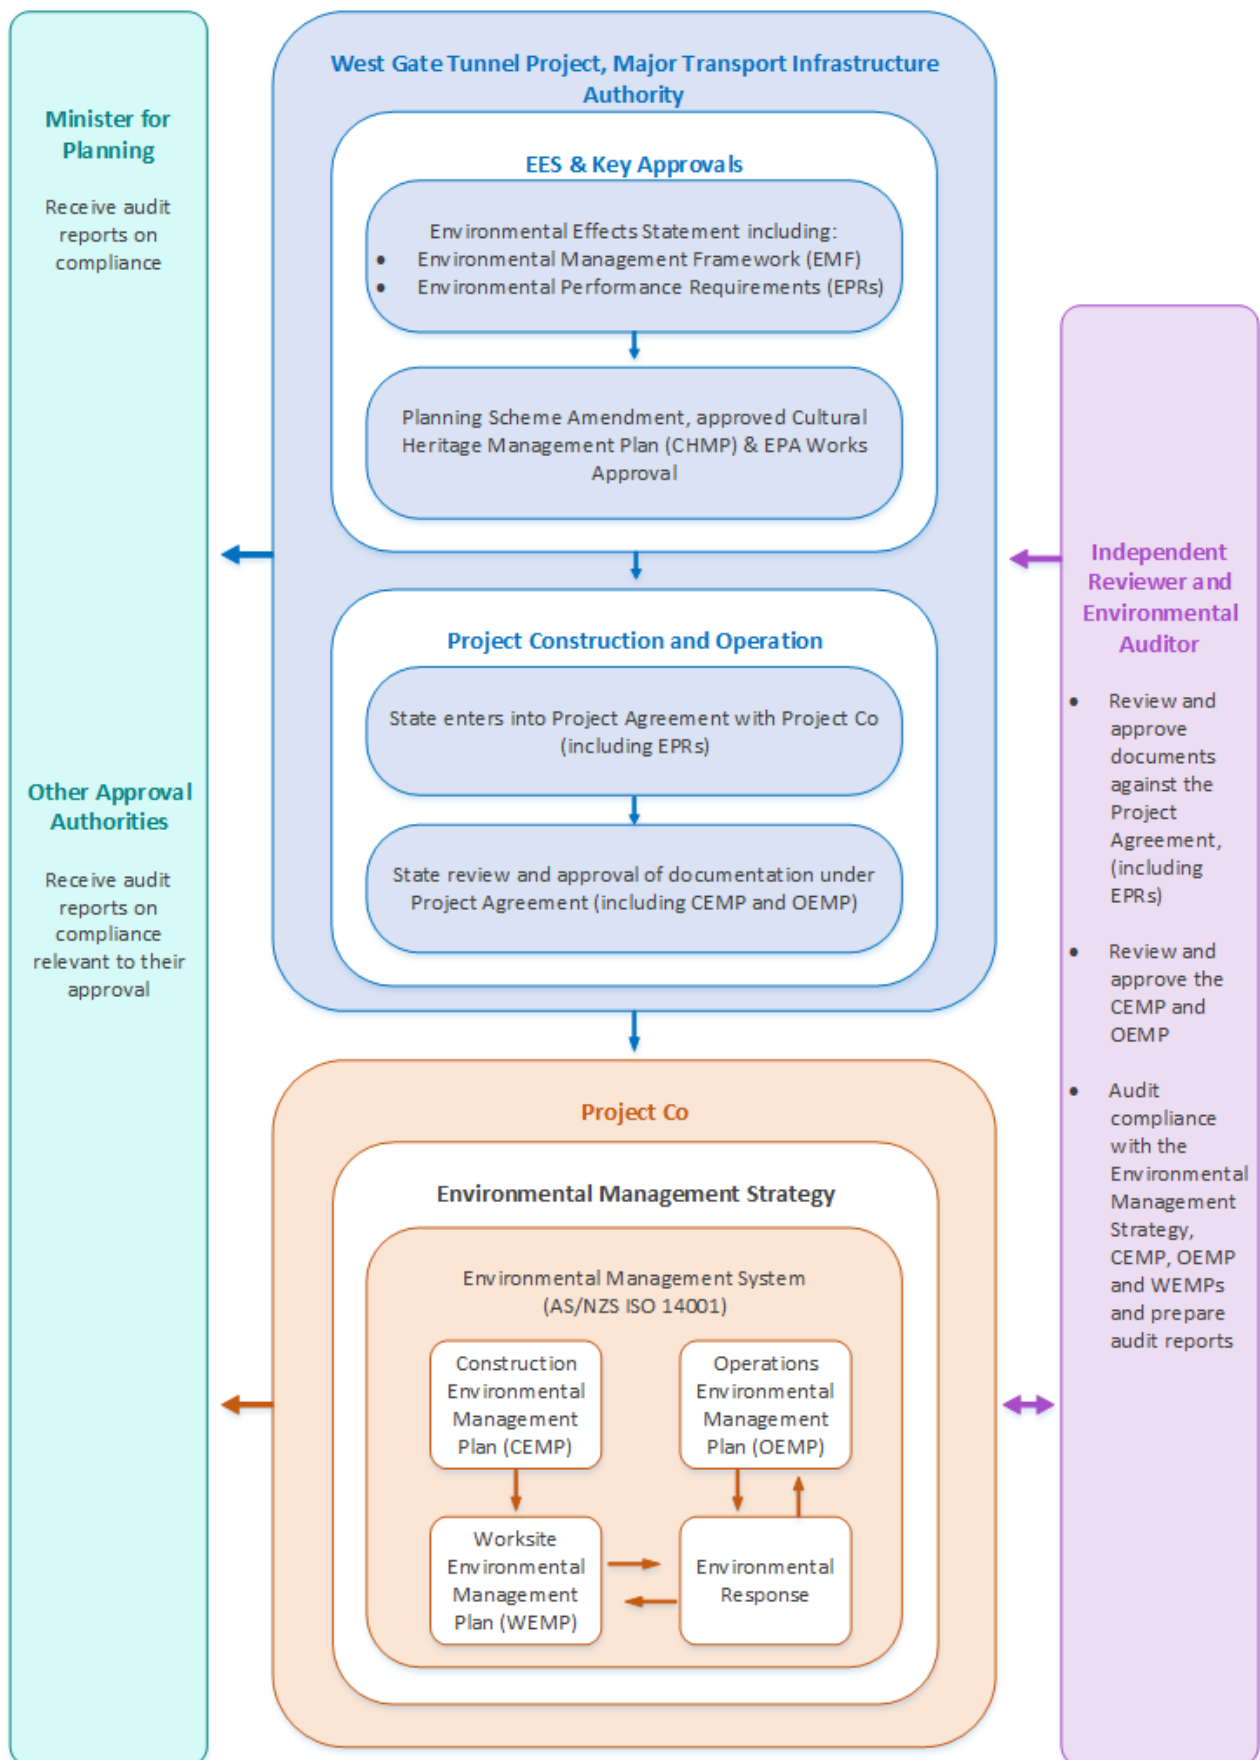 Minister for
Planning
Receive audit
reports on
compliance
Other Approval
Authorities
Receive audit
reports on
compliance
relevant to their
approval
West Gate Tunnel Project, Major Transport Infrastructure
Authority
EES & Key Approvals
Environmental Effects Statement including:
• Environmental Management Framework (EMF)
• Environmental Performance Requirements (EPRs)
Planning Scheme Amendment, approved Cultural
Heritage Management Plan (CHMP) & EPA Works
Approval
Project Construction and Operation
State enters into Project Agreement with Project Co
(including EPRs)
State review and approval of documentation under
Project Agreement (including CEMP and OEMP)
Project Co
Environmental Management Strategy
Environmental Management System
(AS/NZS ISO 14001)
Construction
Environmental
Management
Plan (CEMP)
Operations
Environmental
Management
Plan (OEMP)
Worksite
Environmental
Management
Plan (WEMP)
Environmental
Response
Independent
Reviewer and
Environmental
Auditor
• Review and
approve
documents
against the
Project
Agreement,
(including
EPRs)
• Review and
approve the
CEMP and
OEMP
• Audit
compliance
with the
Environmental
Management
Strategy,
CEMP, OEMP
and WEMPs
and prepare
audit reports